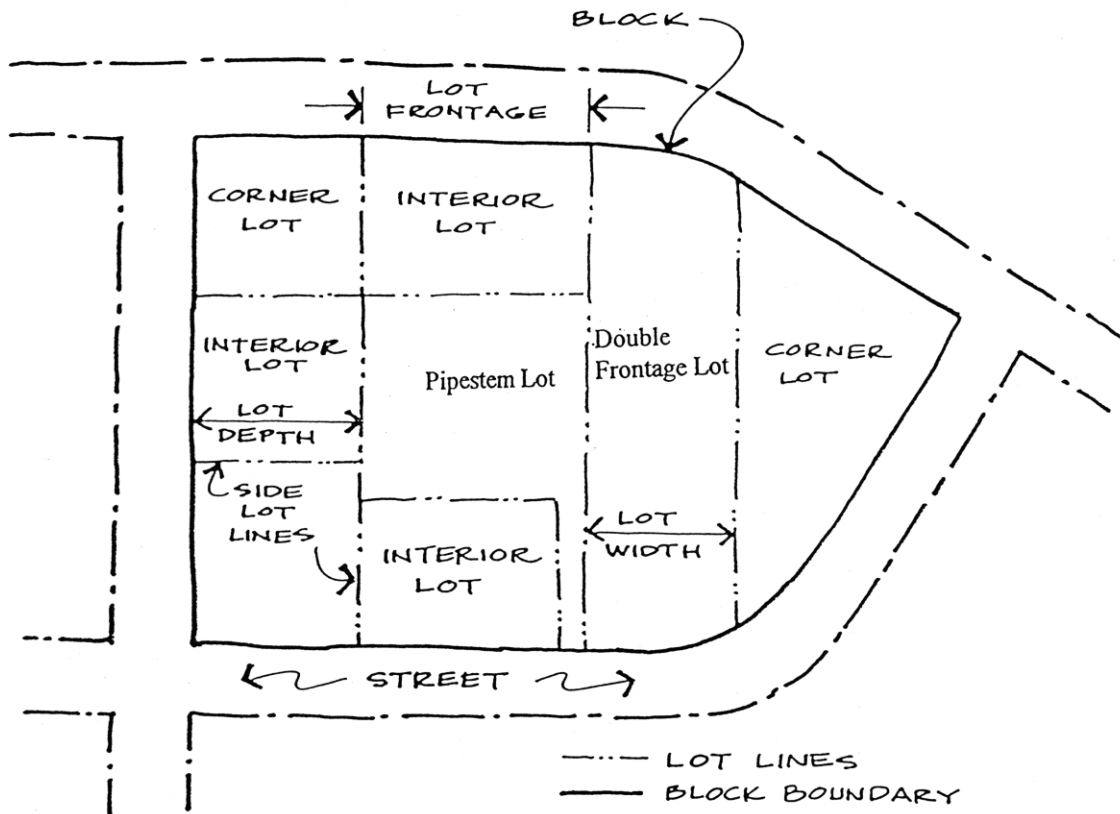 BLOCK
LOT
FRONTAGE
CORNER
LOT
INTERIOR
LOT
INTERIOR
LOT
Pipestem Lot
Double
Frontage Lot
CORNER
LOT
LOT
DEPTH
SIDE
LOT
LINES
INTERIOR
LOT
LOT
WIDTH
STREET
LOT LINES
BLOCK BOUNDARY